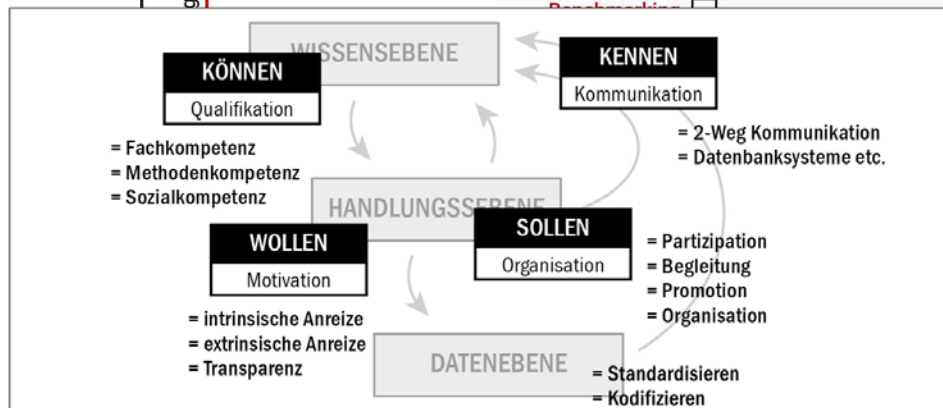 Benchmarking
WISSENSEBENE
KÖNNEN
Qualifikation
KENNEN
Kommunikation
= 2-Weg Kommunikation
= Datenbanksysteme etc.
= Fachkompetenz
= Methodenkompetenz
= Sozialkompetenz
HANDLUNGSSEBENE
WOLLEN
Motivation
SOLLEN
Organisation
= Partizipation
= Begleitung
= Promotion
= Organisation
= intrinsische Anreize
= extrinsische Anreize
= Transparenz
DATENEBENE
= Standardisieren
= Kodifizieren